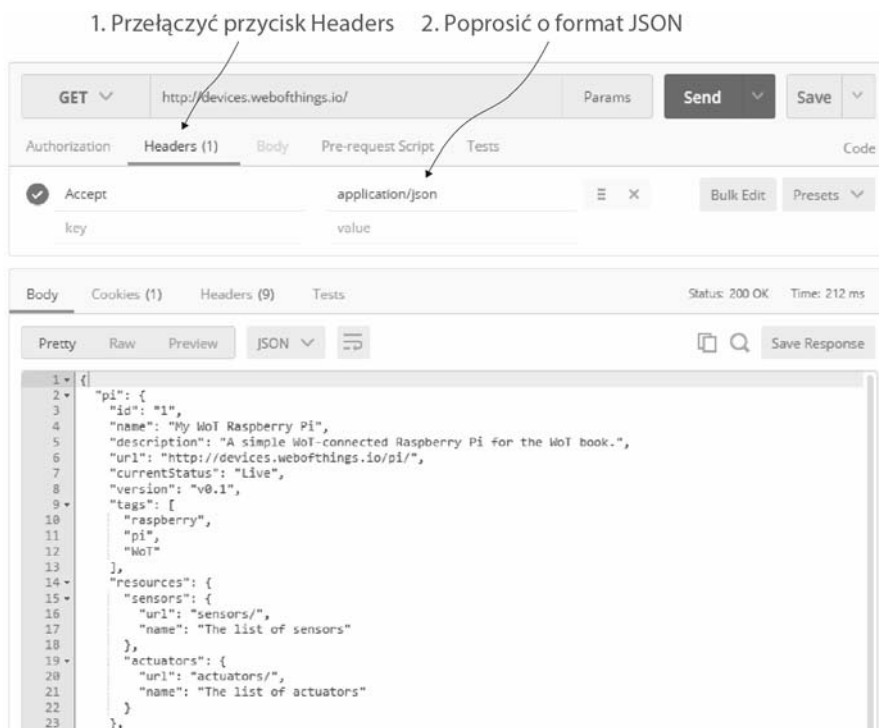 1. Przełączyć przycisk Headers 2. Poprosić o format JSON
GET http://devices.webofthings.io/ Params Send Save
Authorization Headers (1) Body Pre-request Script Tests Code
Accept application/json Bulk Edit Presets
key value
Body Cookies (1) Headers (9) Tests Status: 200 OK Time: 212 ms
Pretty Raw Preview JSON Save Response
1 {
2 "pi": {
3 "id": "1",
4 "name": "My WoT Raspberry Pi",
5 "description": "A simple WoT-connected Raspberry Pi for the WoT book.",
6 "url": "http://devices.webofthings.io/pi/",
7 "currentStatus": "Live",
8 "version": "v0.1",
9 "tags": [
10 "raspberry",
11 "pi",
12 "WoT"
13 ],
14 "resources": {
15 "sensors": {
16 "url": "sensors/",
17 "name": "The list of sensors"
18 },
19 "actuators": {
20 "url": "actuators/",
21 "name": "The list of actuators"
22 }
23 },